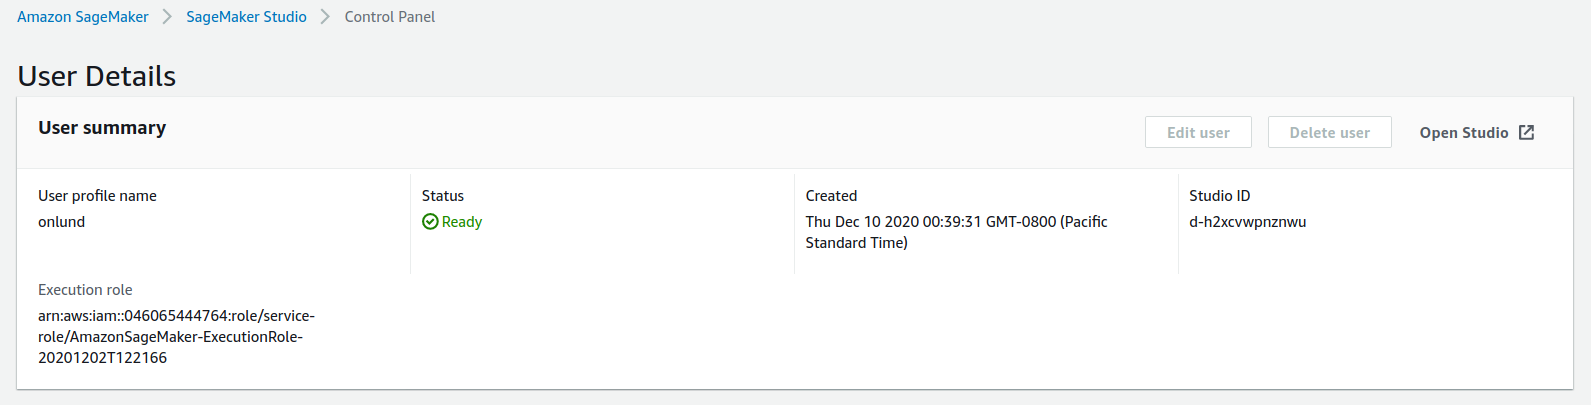 Amazon SageMaker > SageMaker Studio > Control Panel
User Details
User summary
Edit user
Delete user
Open Studio
User profile name
onlund
Status
Ready
Created
Thu Dec 10 2020 00:39:31 GMT-0800 (Pacific
Standard Time)
Studio ID
d-h2xcvwpnznwu
Execution role
arn:aws:iam::046065444764:role/service-
role/AmazonSageMaker-ExecutionRole-
20201202T122166